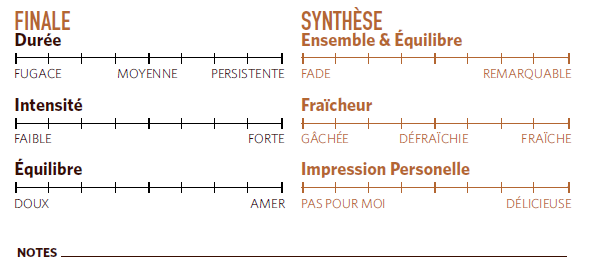 FINALE
Durée
FUGACE MOYENNE PERSISTENTE
Intensité
FAIBLE FORTE
Équilibre
DOUX AMER
SYNTHÈSE
Ensemble & Équilibre
FADE REMARQUABLE
Fraîcheur
GÂCHÉE DÉFRAÎCHIE FRAÎCHE
Impression Personelle
PAS POUR MOI DÉLICIEUSE
NOTES